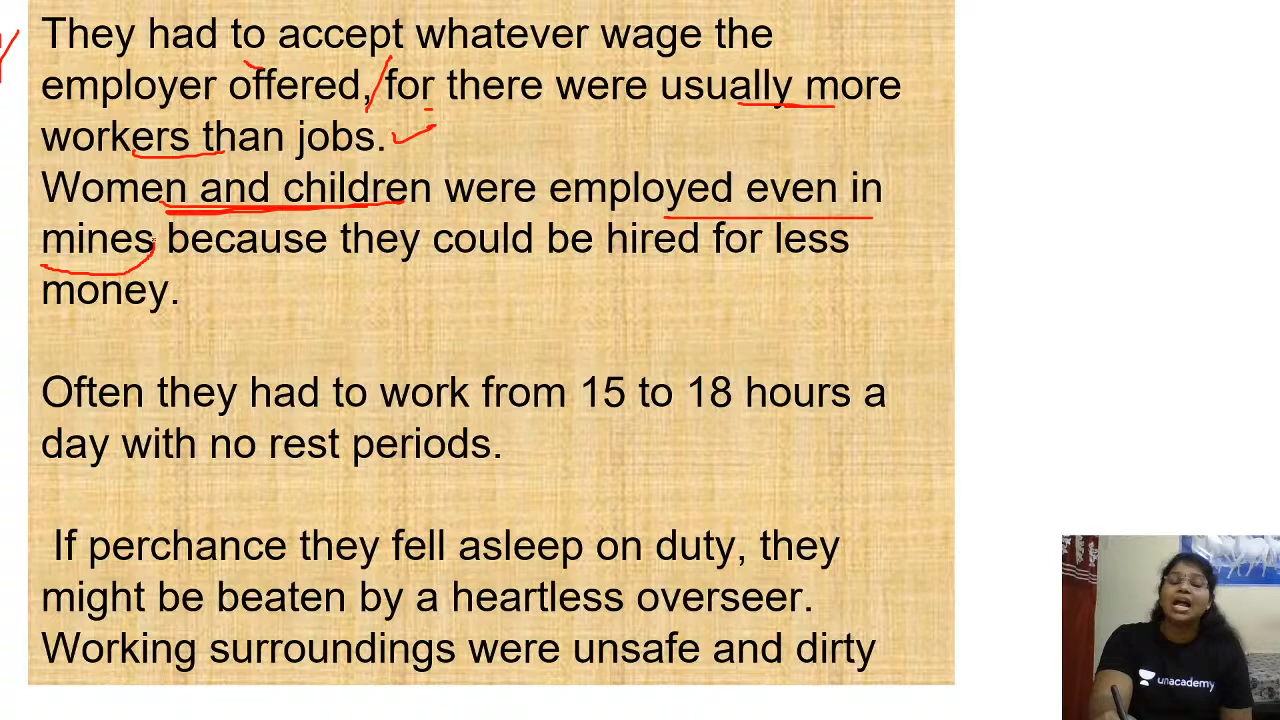 They had to accept whatever wage the
employer offered, for there were usually more
workers than jobs.
Women and children were employed even in
mines because they could be hired for less
money.
Often they had to work from 15 to 18 hours a
day with no rest periods.
If perchance they fell asleep on duty, they
might be beaten by a heartless overseer.
Working surroundings were unsafe and dirty
unacademy